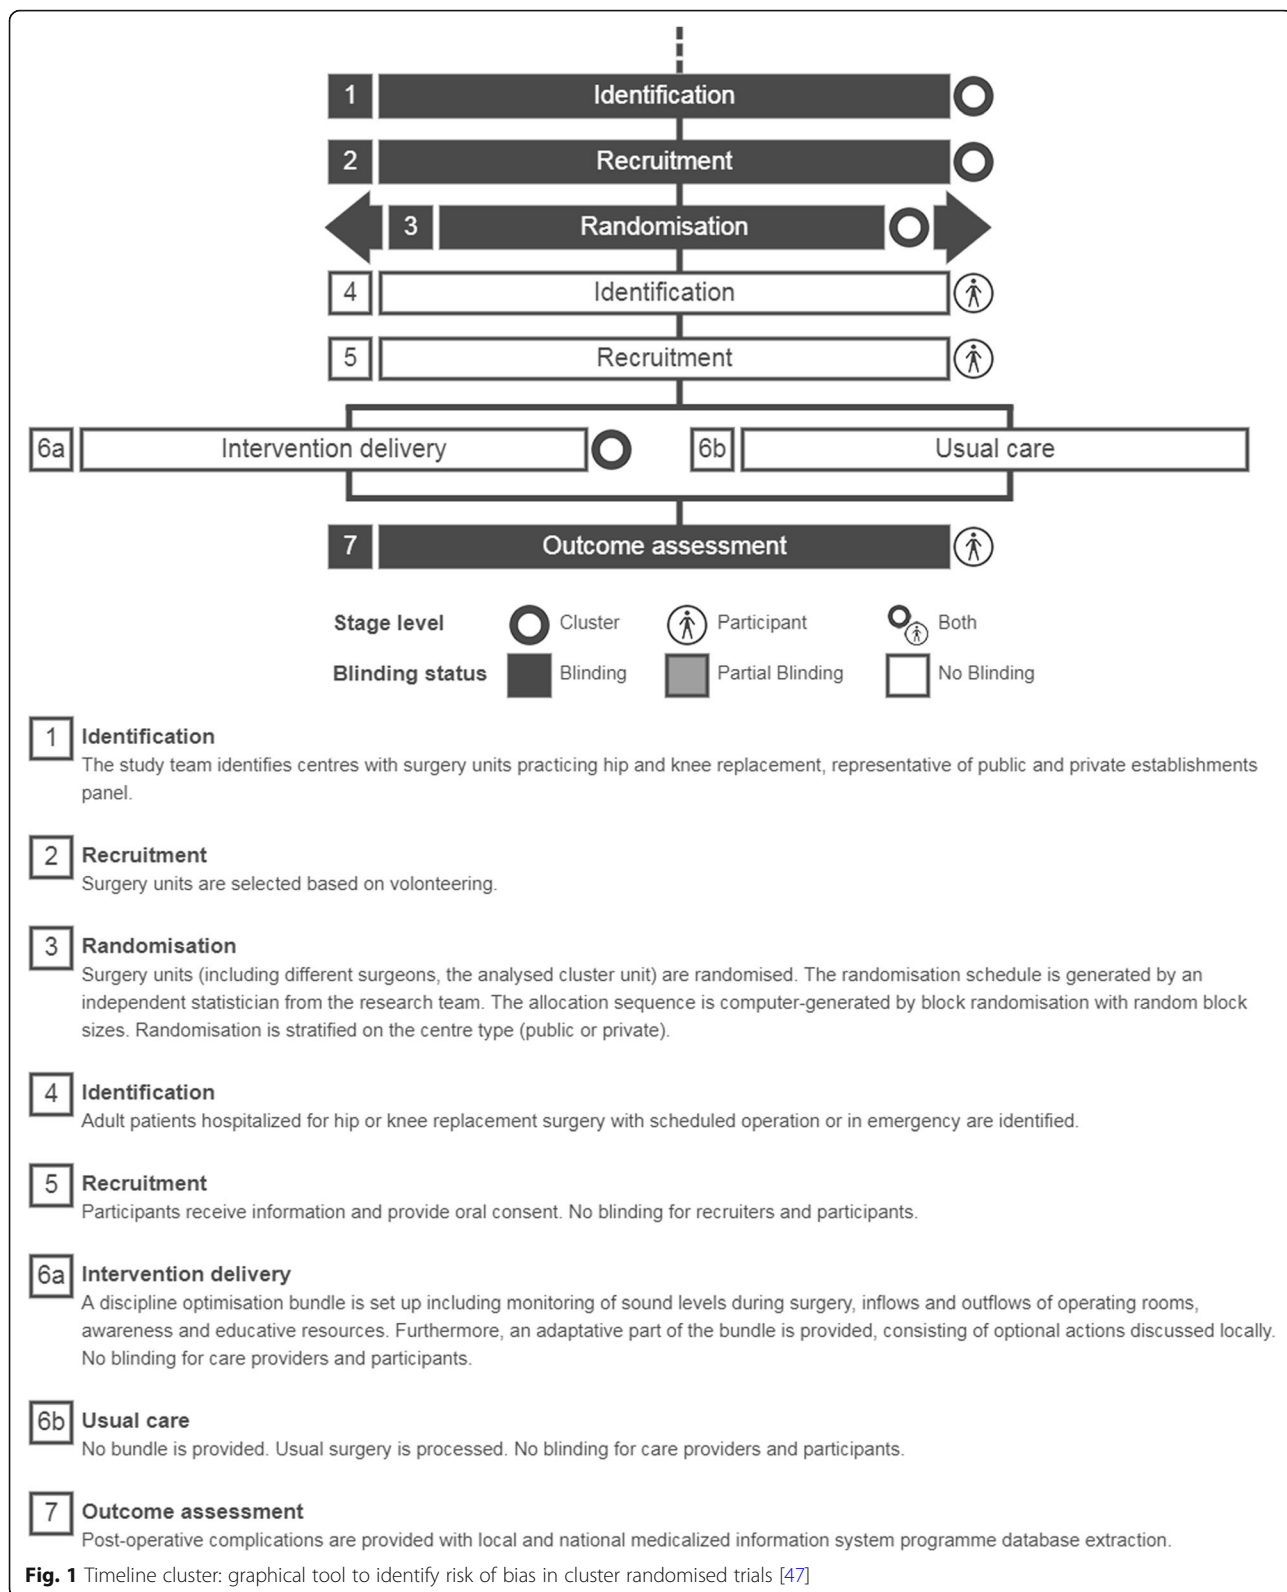 1 Identification
2 Recruitment
3 Randomisation
4 Identification
5 Recruitment
6a Intervention delivery 6b Usual care
7 Outcome assessment
Stage level Cluster Participant Both
Blinding status Blinding Partial Blinding No Blinding
1 Identification
The study team identifies centres with surgery units practicing hip and knee replacement, representative of public and private establishments
panel.
2 Recruitment
Surgery units are selected based on volunteering.
3 Randomisation
Surgery units (including different surgeons, the analysed cluster unit) are randomised. The randomisation schedule is generated by an
independent statistician from the research team. The allocation sequence is computer-generated by block randomisation with random block
sizes. Randomisation is stratified on the centre type (public or private).
4 Identification
Adult patients hospitalized for hip or knee replacement surgery with scheduled operation or in emergency are identified.
5 Recruitment
Participants receive information and provide oral consent. No blinding for recruiters and participants.
6a Intervention delivery
A discipline optimisation bundle is set up including monitoring of sound levels during surgery, inflows and outflows of operating rooms,
awareness and educative resources. Furthermore, an adaptative part of the bundle is provided, consisting of optional actions discussed locally.
No blinding for care providers and participants.
6b Usual care
No bundle is provided. Usual surgery is processed. No blinding for care providers and participants.
7 Outcome assessment
Post-operative complications are provided with local and national medicalized information system programme database extraction.
Fig. 1 Timeline cluster: graphical tool to identify risk of bias in cluster randomised trials [47]